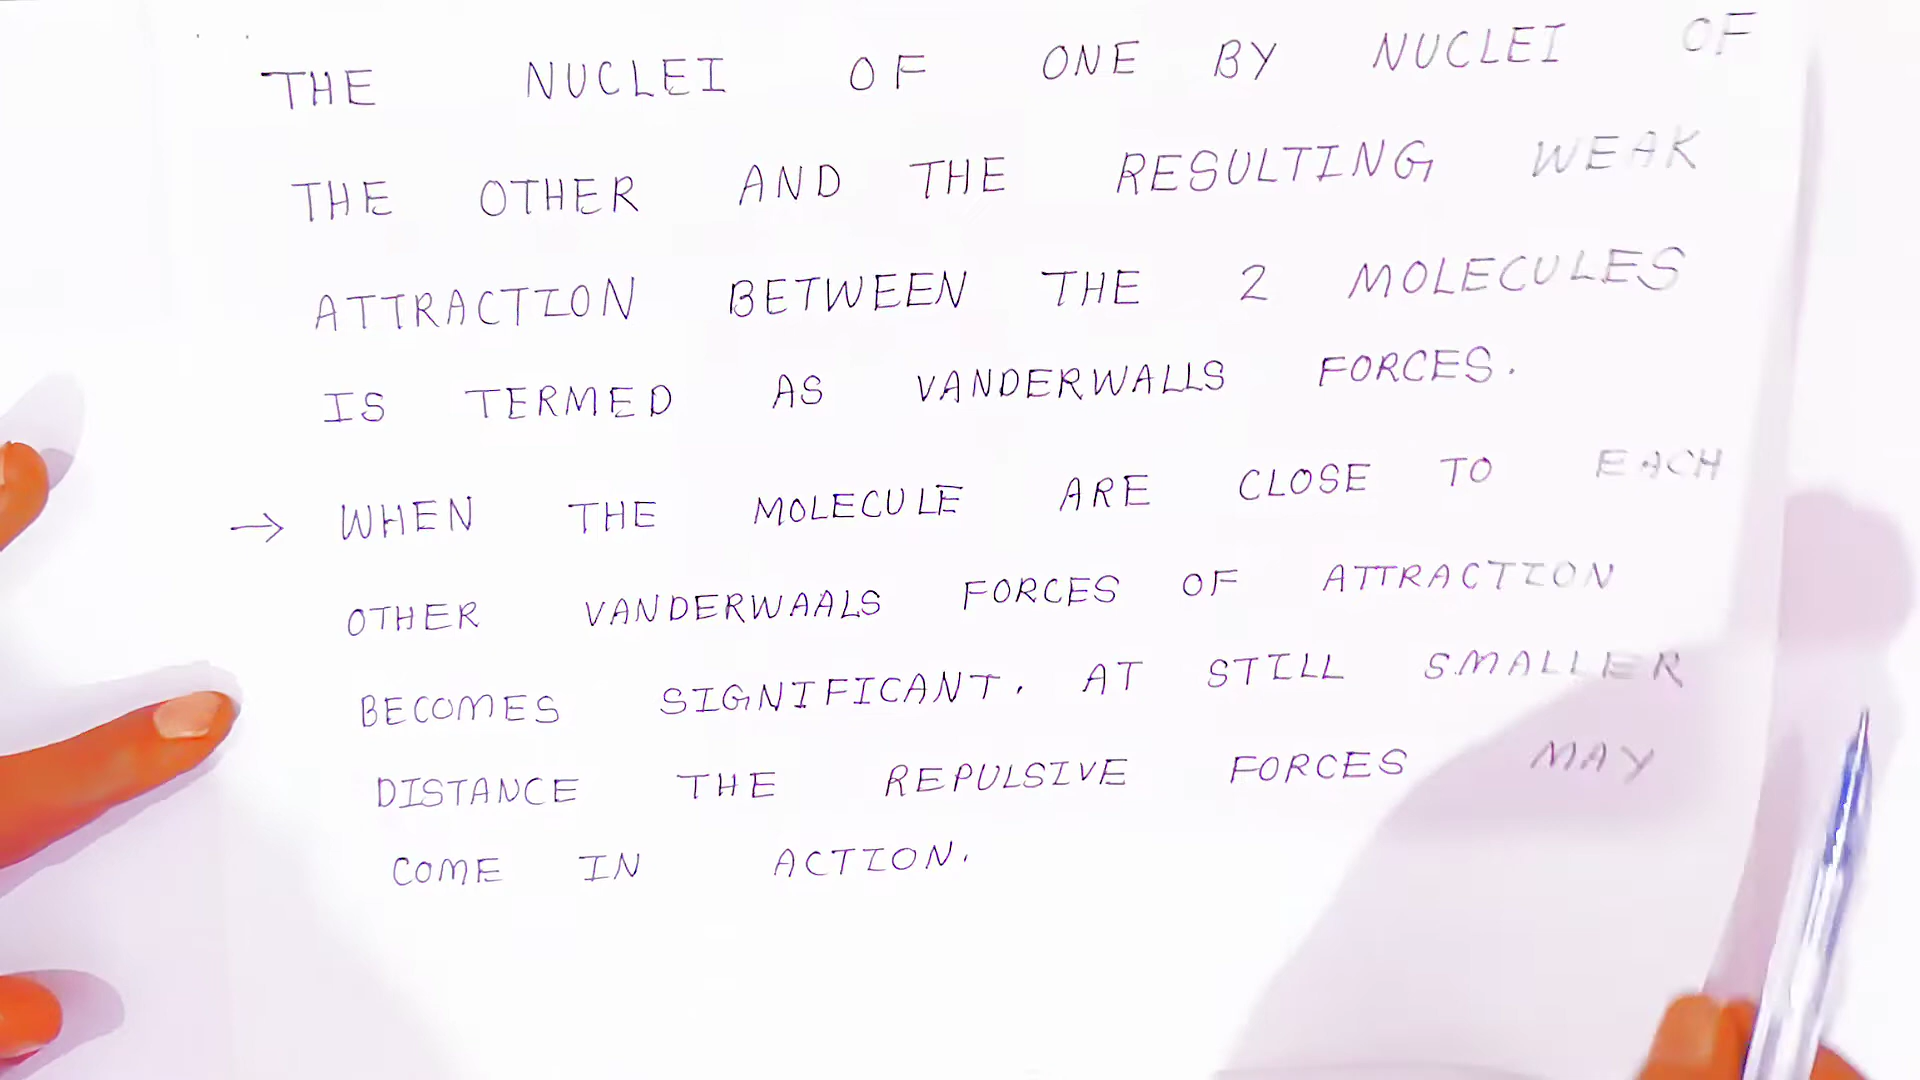 THE NUCLEI OF ONE BY NUCLEI OF
THE OTHER AND THE RESULTING WEAK
ATTRACTION BETWEEN THE 2 MOLECULES
IS TERMED AS VANDERWALLS FORCES.
→ WHEN THE MOLECULE ARE CLOSE TO EACH
OTHER VANDERWAALS FORCES OF ATTRACTION
BECOMES SIGNIFICANT. AT STILL SMALLER
DISTANCE THE REPULSIVE FORCES MAY
COME IN ACTION.